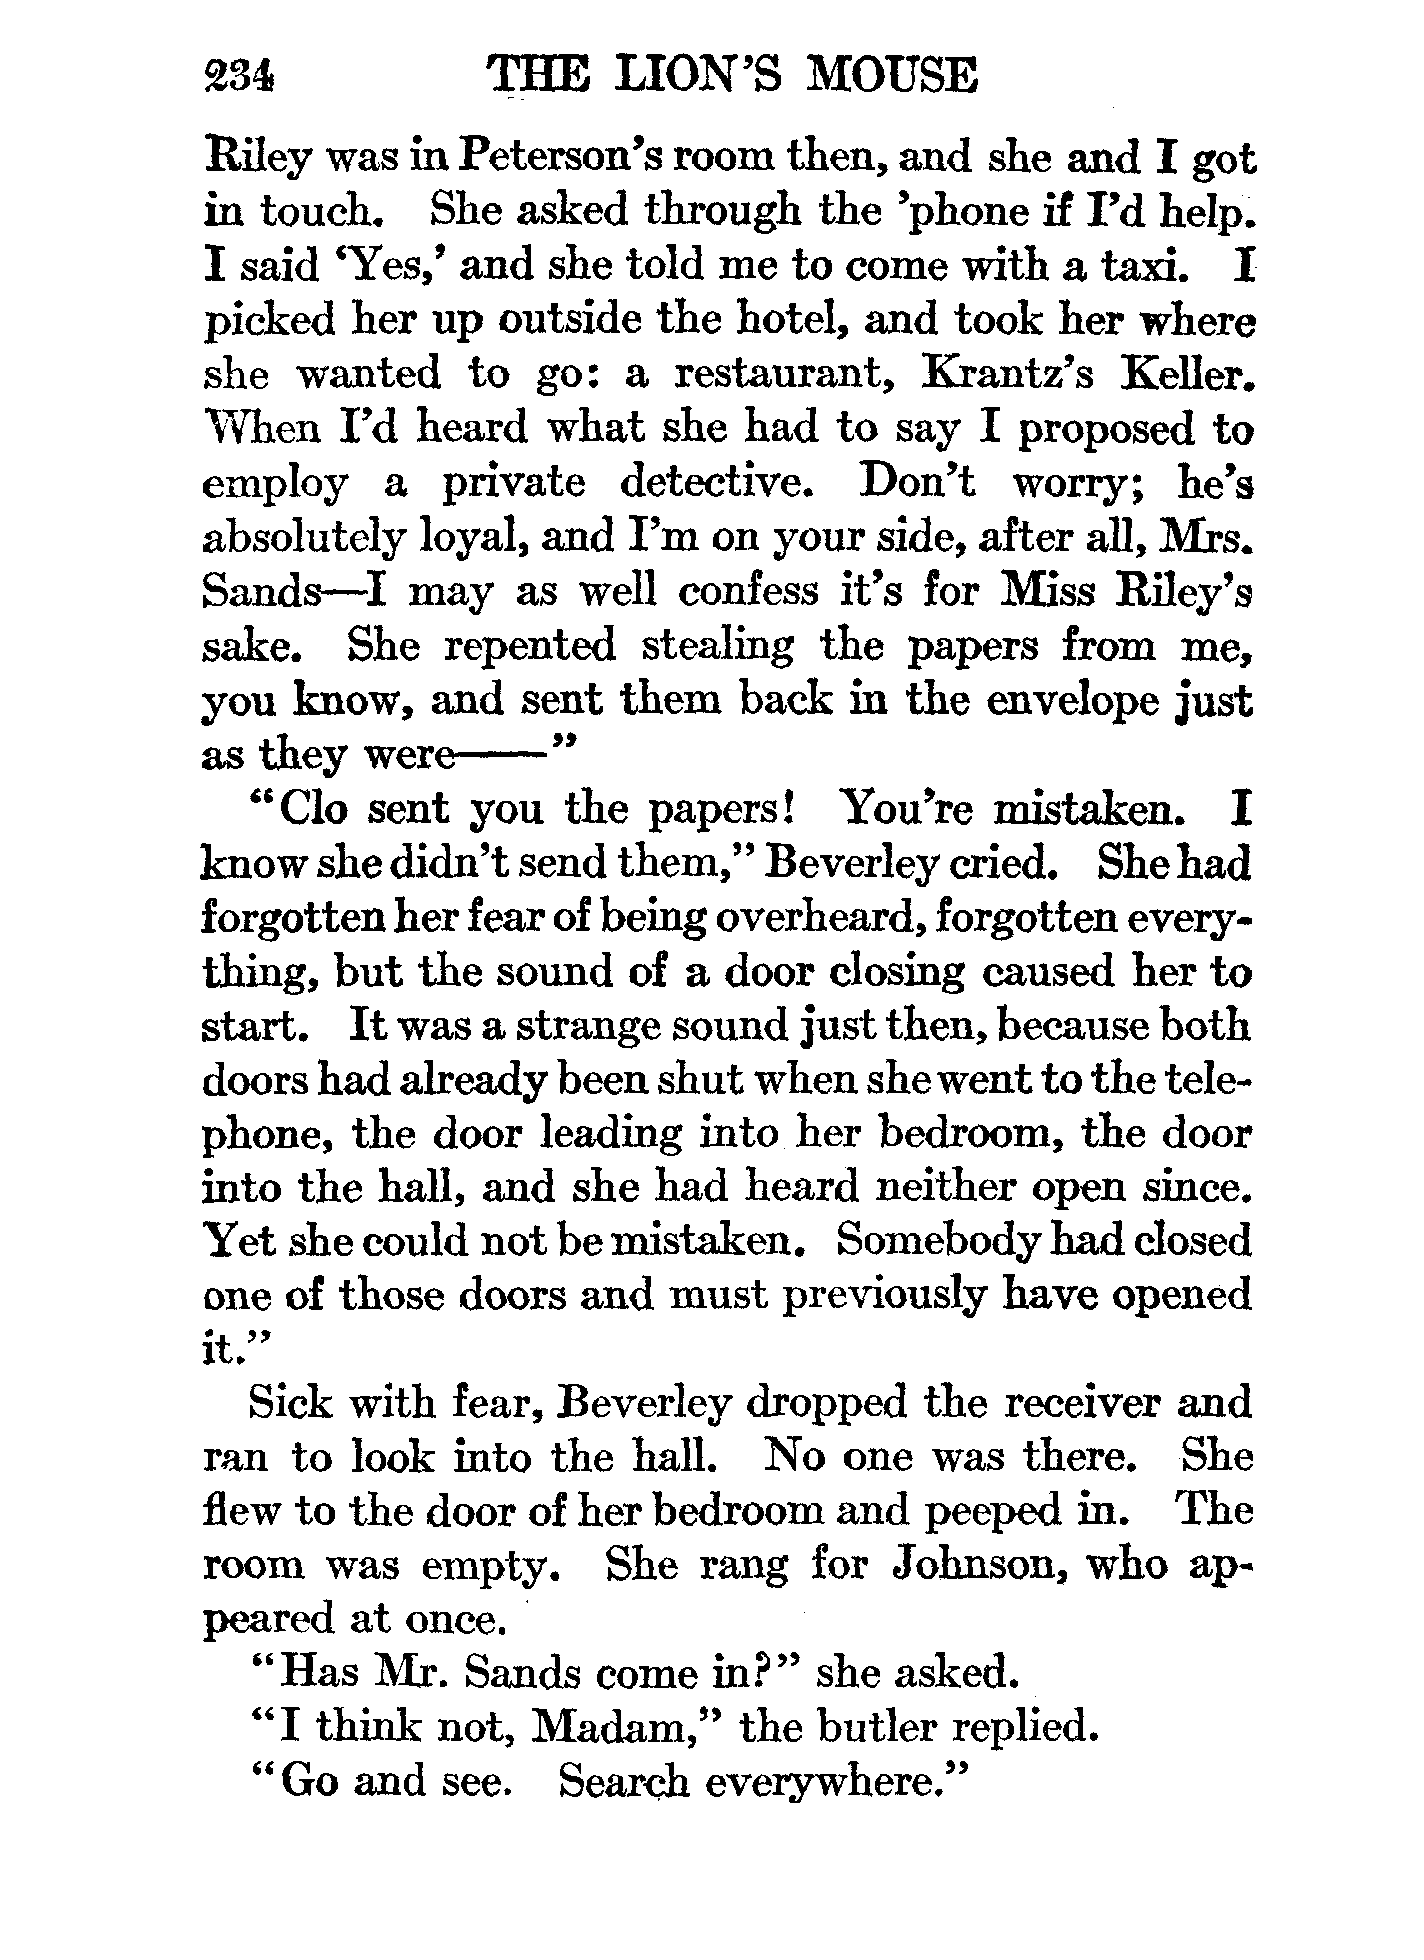 234 THE LION'S MOUSE
Riley was in Peterson's room then, and she and I got
in touch. She asked through the 'phone if I'd help.
I said ‘Yes,’ and she told me to come with a taxi. I
picked her up outside the hotel, and took her where
she wanted to go: a restaurant, Krantz's Keller.
When I'd heard what she had to say I proposed to
employ a private detective. Don't worry; he's
absolutely loyal, and I'm on your side, after all, Mrs.
Sands—I may as well confess it's for Miss Riley's
sake. She repented stealing the papers from me,
you know, and sent them back in the envelope just
as they were——”
“Clo sent you the papers! You're mistaken. I
know she didn't send them,” Beverley cried. She had
forgotten her fear of being overheard, forgotten every-
thing, but the sound of a door closing caused her to
start. It was a strange sound just then, because both
doors had already been shut when she went to the tele-
phone, the door leading into her bedroom, the door
into the hall, and she had heard neither open since.
Yet she could not be mistaken. Somebody had closed
one of those doors and must previously have opened
it.”
Sick with fear, Beverley dropped the receiver and
ran to look into the hall. No one was there. She
flew to the door of her bedroom and peeped in. The
room was empty. She rang for Johnson, who ap-
peared at once.
“Has Mr. Sands come in?” she asked.
“I think not, Madam,” the butler replied.
“Go and see. Search everywhere.”